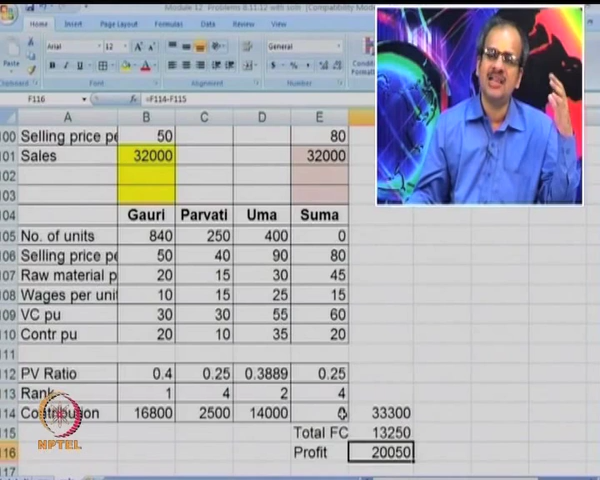 Module 12 Problems 8.11.12 with soln (Compatibility Mode)
Home Insert Page Layout Formulas Data Review View
Paste
Arial 12
B I U
General
Clipboard Font Alignment Number
F116 =F114-F115
A B C D E
100 Selling price pe 50 80
101 Sales 32000 32000
102
103
104 Gauri Parvati Uma Suma
105 No. of units 840 250 400 0
106 Selling price pe 50 40 90 80
107 Raw material p 20 15 30 45
108 Wages per unit 10 15 25 15
109 VC pu 30 30 55 60
110 Contr pu 20 10 35 20
111
112 PV Ratio 0.4 0.25 0.3889 0.25
113 Rank 1 4 2 4
114 Contribution 16800 2500 14000 0 33300
115 Total FC 13250
116 Profit 20050
117
NPTEL